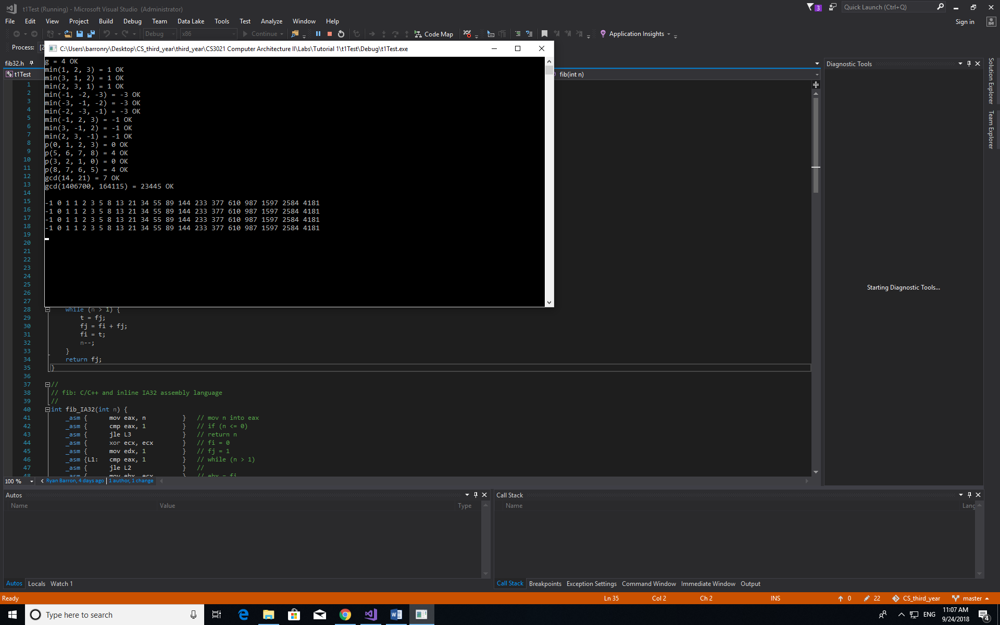 t1Test (Running) - Microsoft Visual Studio  (Administrator)
3
Quick Launch (Ctrl+Q)
File Edit View Project Build Debug Team Data Lake Tools Test Analyze Window Help
Sign in
Debug x86 Continue Code Map Application Insights
Process:
C:\Users\barronry\Desktop\CS_third_year\third_year\CS3021 Computer Architecture II\Labs\Tutorial 1\t1Test\Debug\t1Test.exe
g = 4 OK
min(1, 2, 3) = 1 OK
min(3, 1, 2) = 1 OK
min(2, 3, 1) = 1 OK
min(-1, -2, -3) = -3 OK
min(-3, -1, -2) = -3 OK
min(-2, -3, -1) = -3 OK
min(-1, 2, 3) = -1 OK
min(3, -1, 2) = -1 OK
min(2, 3, -1) = -1 OK
p(0, 1, 2, 3) = 0 OK
p(5, 6, 7, 8) = 4 OK
p(3, 2, 1, 0) = 0 OK
p(8, 7, 6, 5) = 4 OK
gcd(14, 21) = 7 OK
gcd(1406700, 164115) = 23445 OK
-1 0 1 1 2 3 5 8 13 21 34 55 89 144 233 377 610 987 1597 2584 4181
-1 0 1 1 2 3 5 8 13 21 34 55 89 144 233 377 610 987 1597 2584 4181
-1 0 1 1 2 3 5 8 13 21 34 55 89 144 233 377 610 987 1597 2584 4181
-1 0 1 1 2 3 5 8 13 21 34 55 89 144 233 377 610 987 1597 2584 4181
fib32.h
t1Test
fib(int n)
1
2
3
4
5
6
7
8
9
10
11
12
13
14
15
16
17
18
19
20
21
22
23
24
25
26
27
28 while (n > 1) {
29 t = fj;
30 fj = fi + fj;
31 fi = t;
32 n--;
33 }
34 return fj;
35 }
36
37 //
38 // fib: C/C++ and inline IA32 assembly language
39 //
40 int fib_IA32(int n) {
41 _asm { mov eax, n } // mov n into eax
42 _asm { cmp eax, 1 } // if (n <= 0)
43 _asm { jle L3 } // return n
44 _asm { xor ecx, ecx } // fi = 0
45 _asm { mov edx, 1 } // fj = 1
46 _asm {L1: cmp eax, 1 } // while (n > 1)
47 _asm { jle L2 } //
48 _asm { mov ebx, ecx } // ebx = fi
100 % Ryan Barron, 4 days ago | 1 author, 1 change
Diagnostic Tools
Starting Diagnostic Tools...
Solution Explorer
Team Explorer
Autos
Name Value Type
Autos Locals Watch 1
Call Stack
Name Lang
Call Stack Breakpoints Exception Settings Command Window Immediate Window Output
Ready Ln 35 Col 2 Ch 2 INS 0 22 CS_third_year master
Type here to search
ENG
11:07 AM
9/24/2018
4